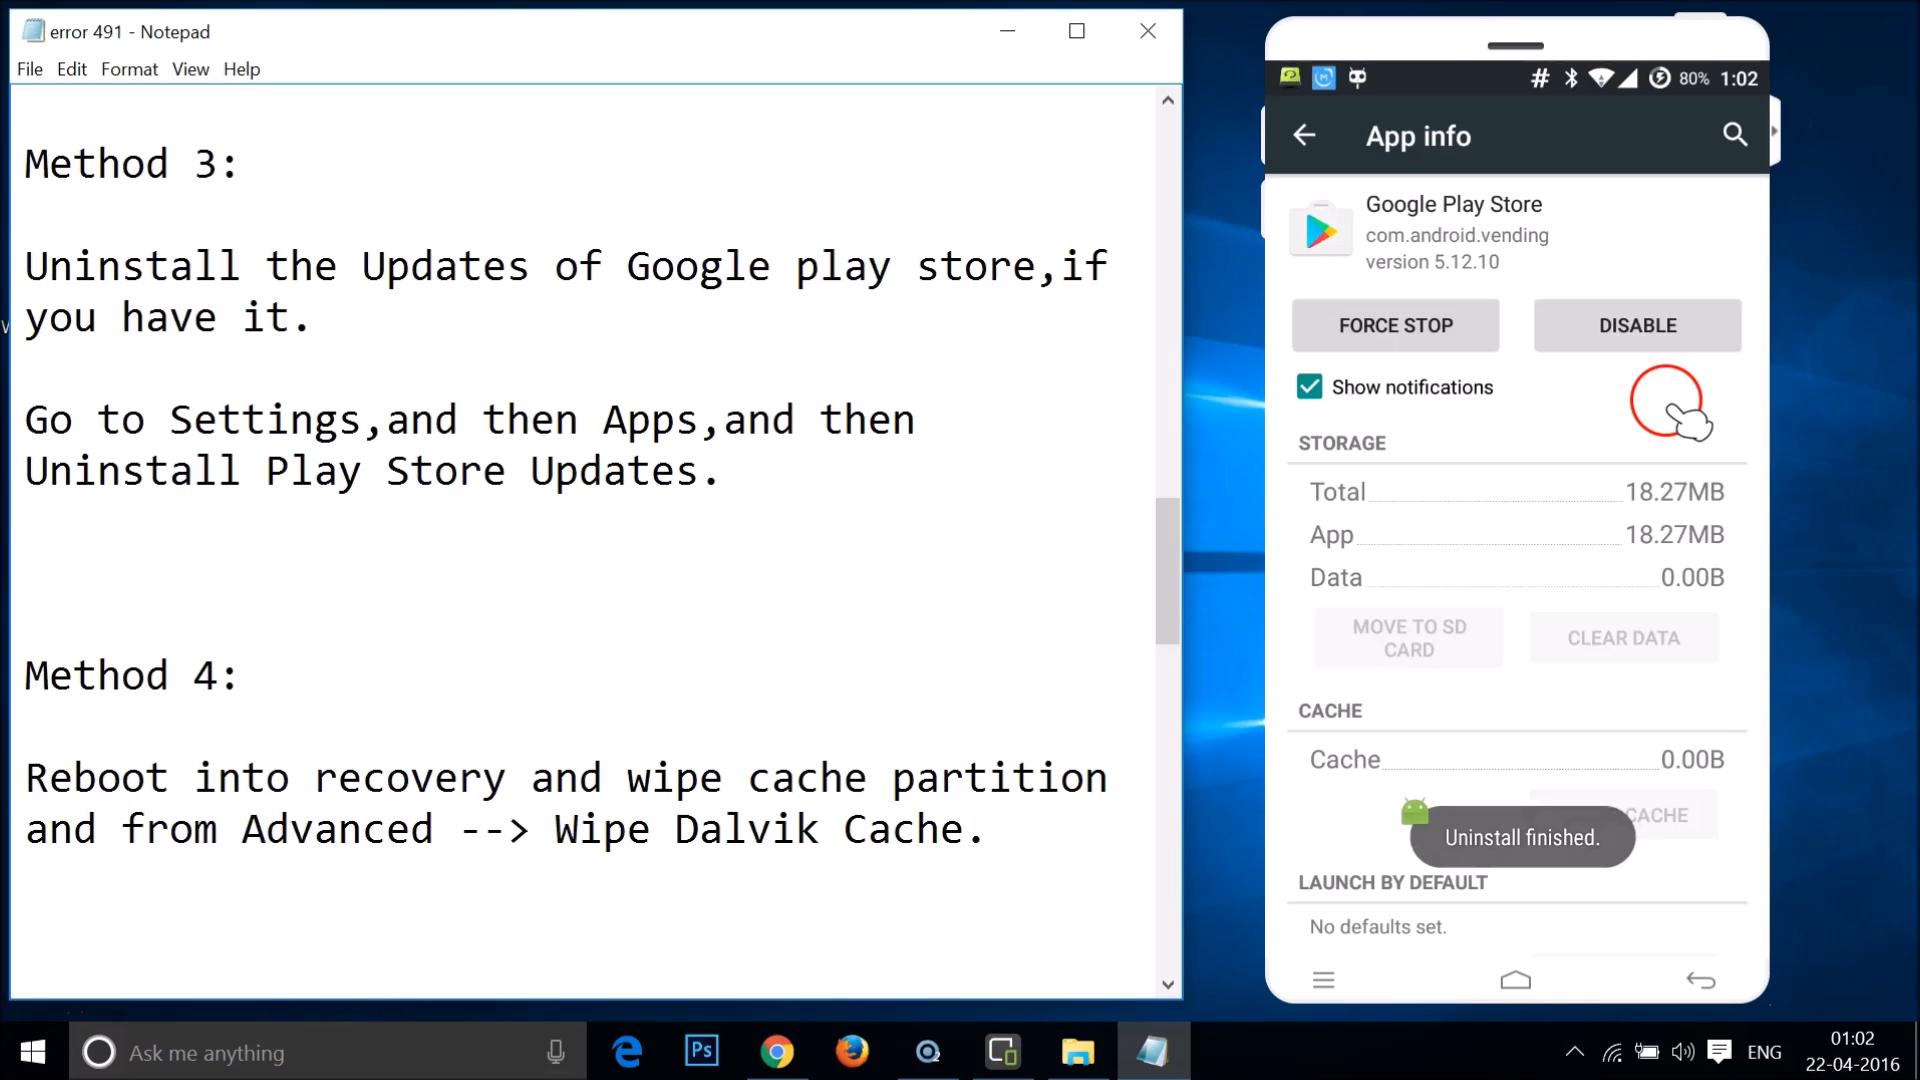 error 491 - Notepad
File Edit Format View Help
Method 3:
Uninstall the Updates of Google play store,if
you have it.
Go to Settings,and then Apps,and then
Uninstall Play Store Updates.
Method 4:
Reboot into recovery and wipe cache partition
and from Advanced --> Wipe Dalvik Cache.
80% 1:02
App info
Google Play Store
com.android.vending
version 5.12.10
FORCE STOP DISABLE
Show notifications
STORAGE
Total 18.27MB
App 18.27MB
Data 0.00B
MOVE TO SD
CARD
CLEAR DATA
CACHE
Cache 0.00B
CACHE
Uninstall finished.
LAUNCH BY DEFAULT
No defaults set.
Ask me anything
Ps
ENG
01:02
22-04-2016